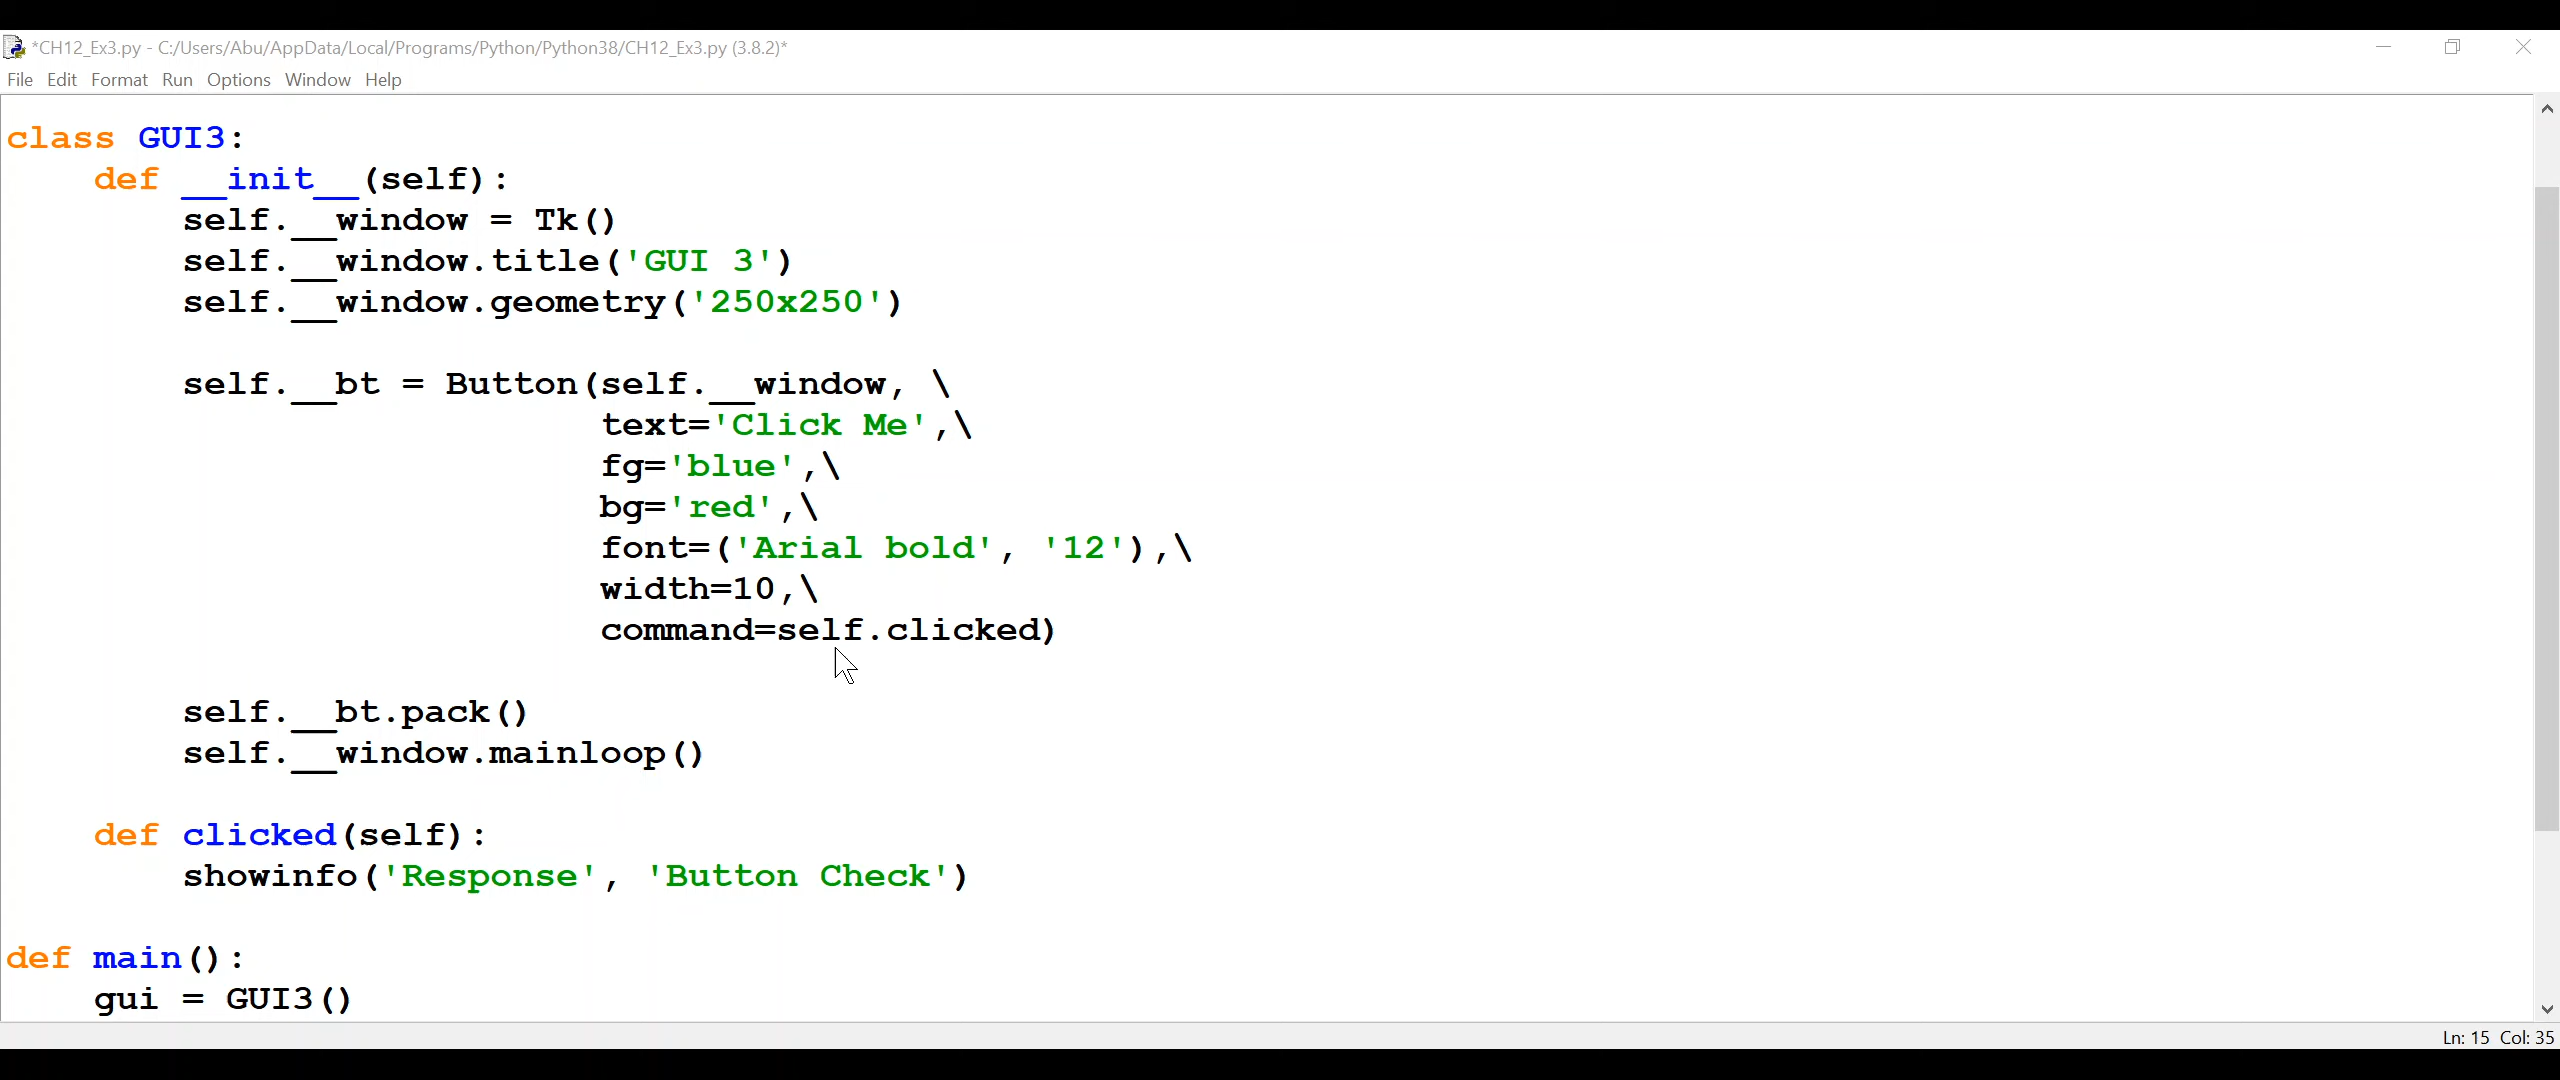 *CH12_Ex3.py - C:/Users/Abu/AppData/Local/Programs/Python/Python38/CH12_Ex3.py (3.8.2)*
File Edit Format Run Options Window Help
class GUI3:
    def __init__(self):
        self.__window = Tk()
        self.__window.title('GUI 3')
        self.__window.geometry('250x250')
        self.__bt = Button(self.__window, \
                           text='Click Me',\
                           fg='blue',\
                           bg='red',\
                           font=('Arial bold', '12'),\
                           width=10,\
                           command=self.clicked)
        self.__bt.pack()
        self.__window.mainloop()
    def clicked(self):
        showinfo('Response', 'Button Check')
def main():
    gui = GUI3()
Ln: 15 Col: 35